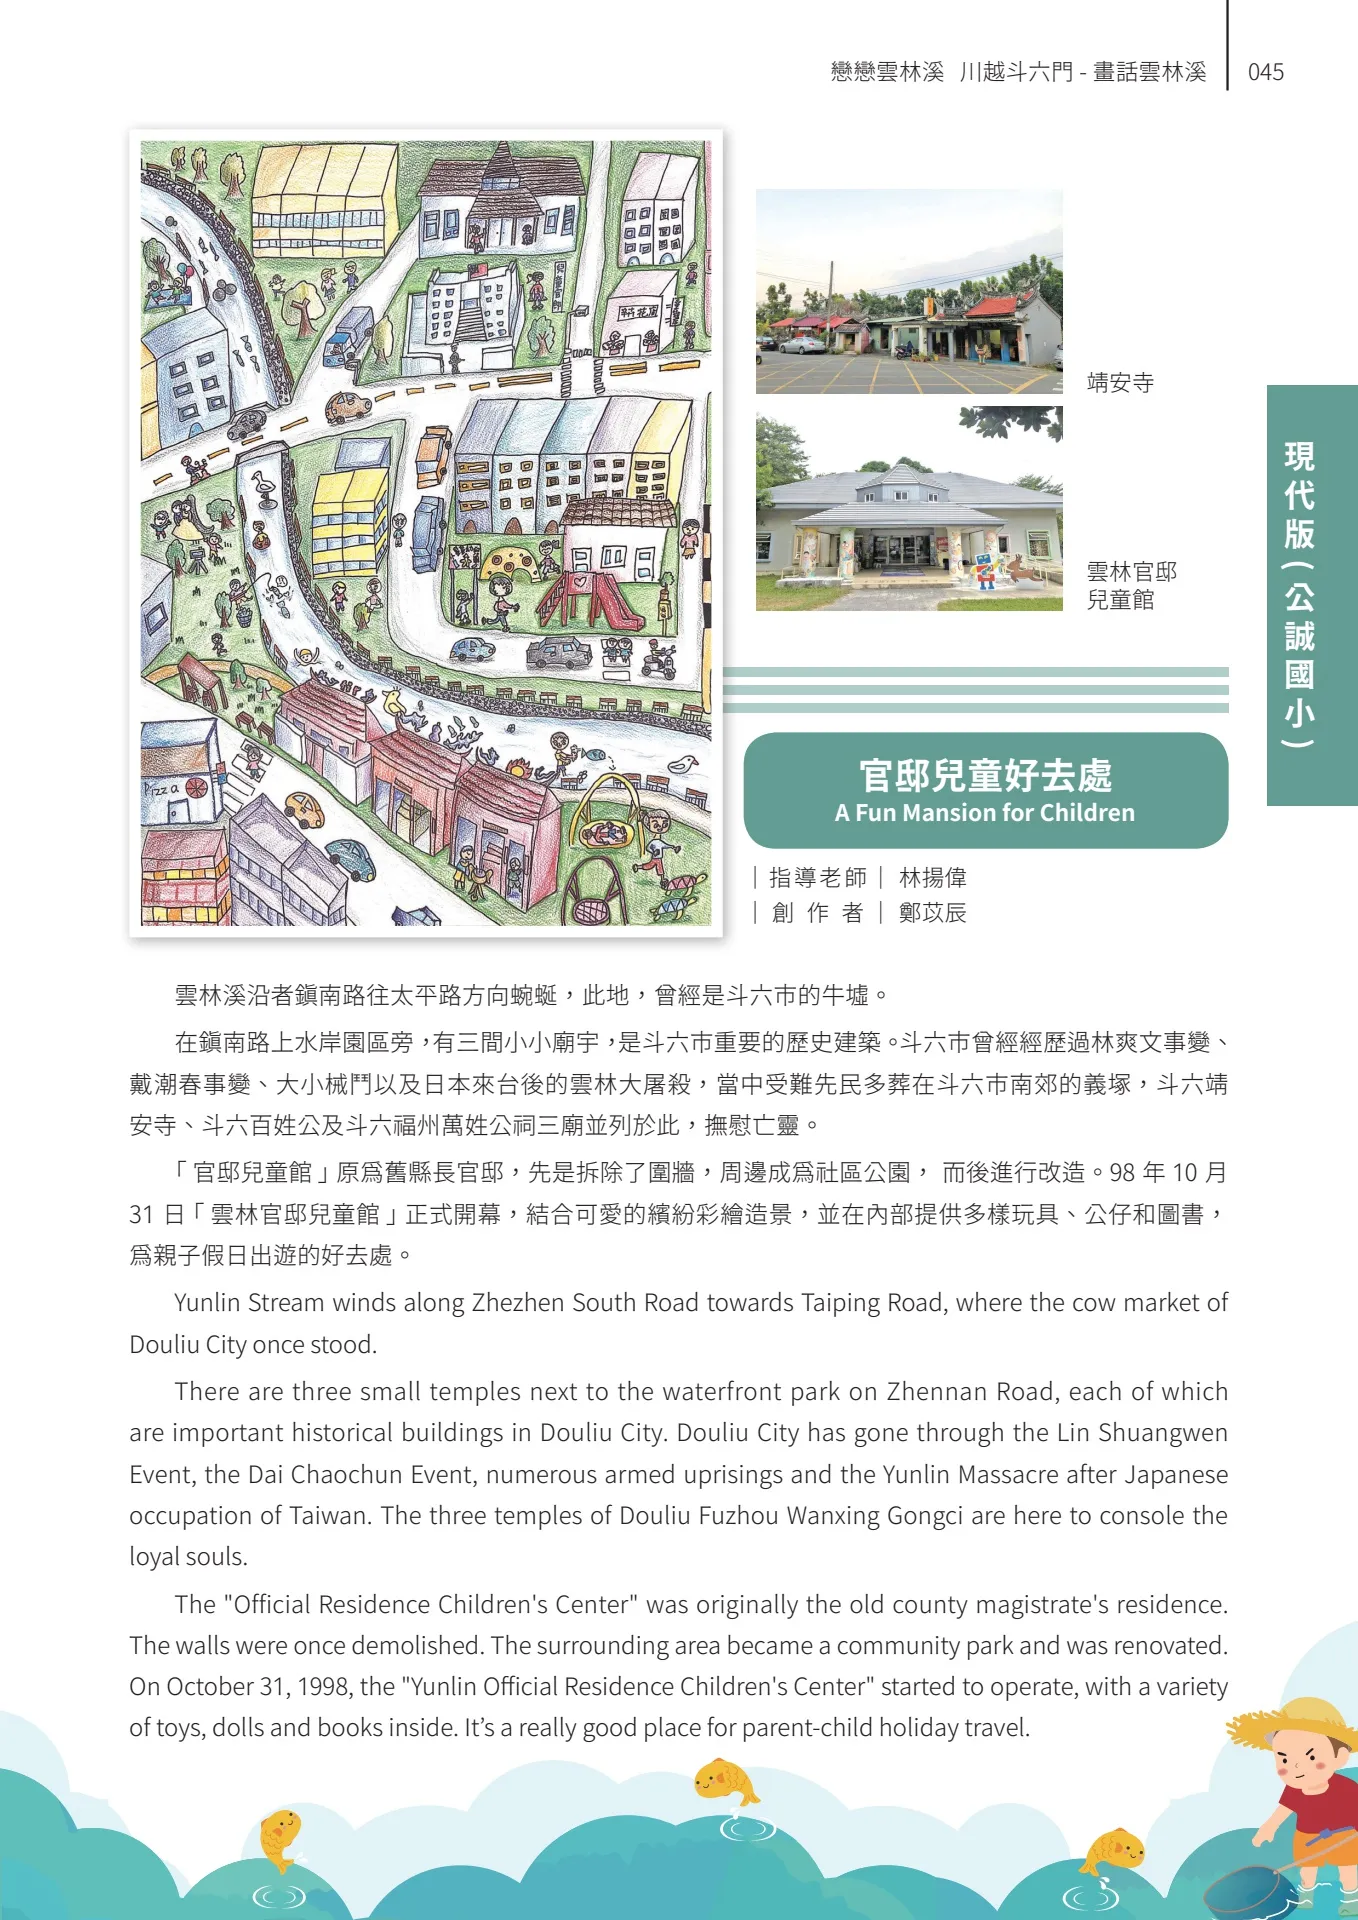 戀戀雲林溪 川越斗六門 - 畫話雲林溪 045
兒童官邸
花店
Pizza
靖安寺
雲林官邸
兒童館
現代版(公誠國小)
官邸兒童好去處
A Fun Mansion for Children
｜指導老師｜ 林揚偉
｜創作者｜ 鄭苡辰
雲林溪沿者鎮南路往太平路方向蜿蜒，此地，曾經是斗六市的牛墟。
在鎮南路上水岸園區旁，有三間小小廟宇，是斗六市重要的歷史建築。斗六市曾經經歷過林爽文事變、
戴潮春事變、大小械鬥以及日本來台後的雲林大屠殺，當中受難先民多葬在斗六市南郊的義塚，斗六靖
安寺、斗六百姓公及斗六福州萬姓公祠三廟並列於此，撫慰亡靈。
「官邸兒童館」原為舊縣長官邸，先是拆除了圍牆，周邊成為社區公園， 而後進行改造。98 年 10 月
31 日「雲林官邸兒童館」正式開幕，結合可愛的繽紛彩繪造景，並在內部提供多樣玩具、公仔和圖書，
為親子假日出遊的好去處。
Yunlin Stream winds along Zhezhen South Road towards Taiping Road, where the cow market of
Douliu City once stood.
There are three small temples next to the waterfront park on Zhennan Road, each of which
are important historical buildings in Douliu City. Douliu City has gone through the Lin Shuangwen
Event, the Dai Chaochun Event, numerous armed uprisings and the Yunlin Massacre after Japanese
occupation of Taiwan. The three temples of Douliu Fuzhou Wanxing Gongci are here to console the
loyal souls.
The "Official Residence Children's Center" was originally the old county magistrate's residence.
The walls were once demolished. The surrounding area became a community park and was renovated.
On October 31, 1998, the "Yunlin Official Residence Children's Center" started to operate, with a variety
of toys, dolls and books inside. It’s a really good place for parent-child holiday travel.